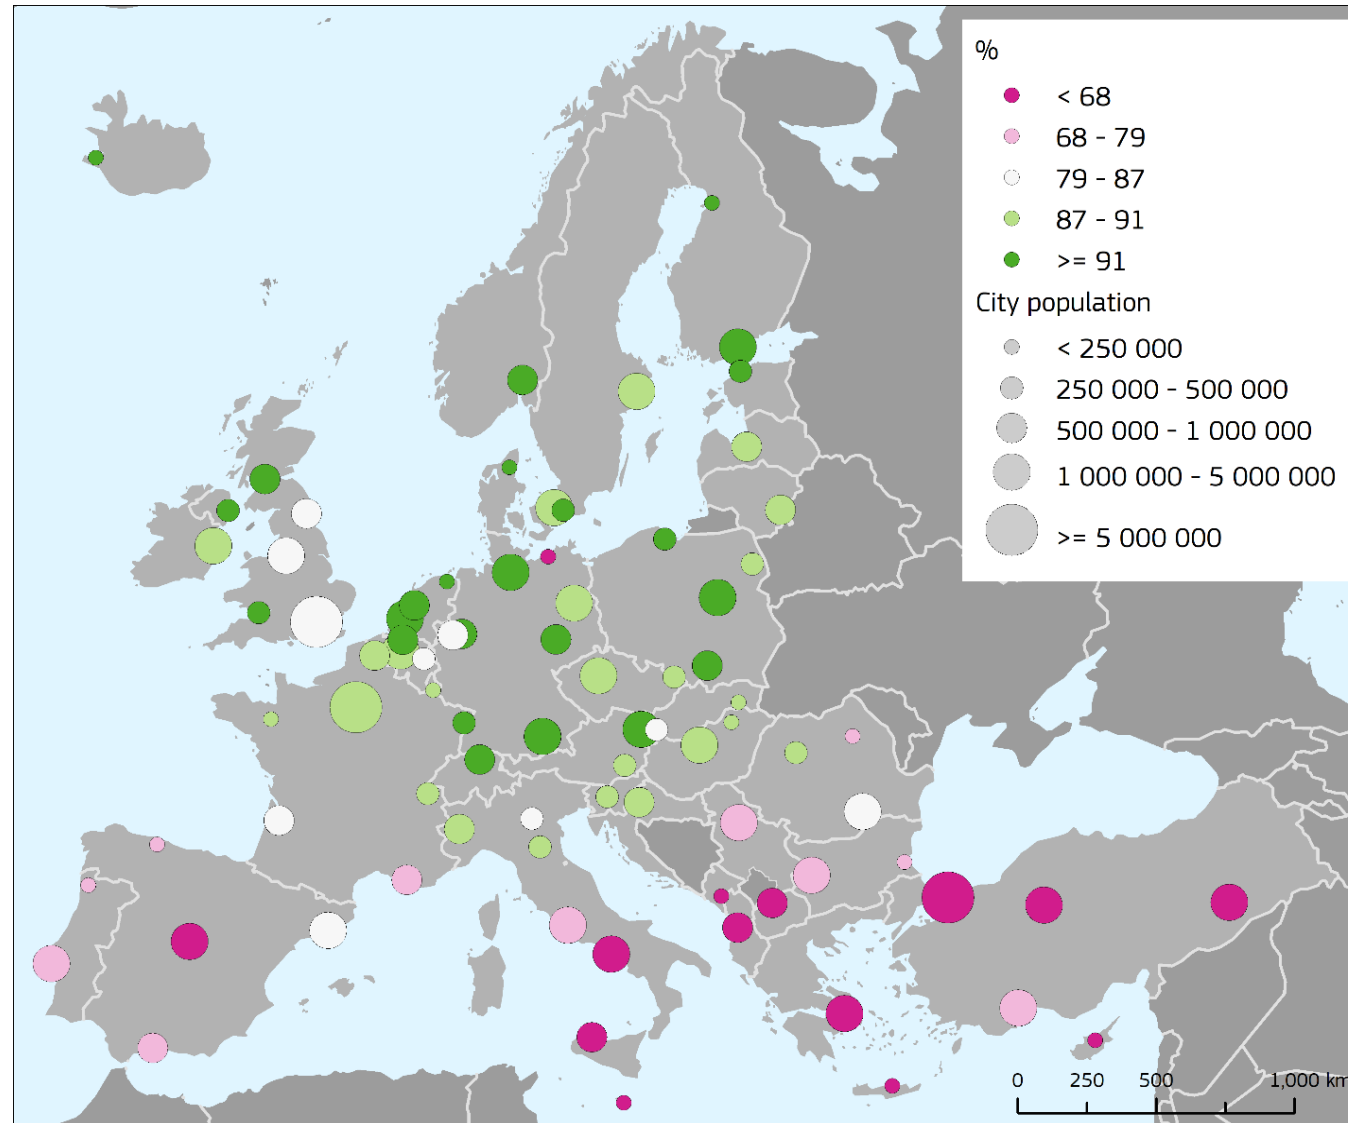 %
< 68
68 - 79
79 - 87
87 - 91
>= 91
City population
< 250 000
250 000 - 500 000
500 000 - 1 000 000
1 000 000 - 5 000 000
>= 5 000 000
0 250 500 1,000 km